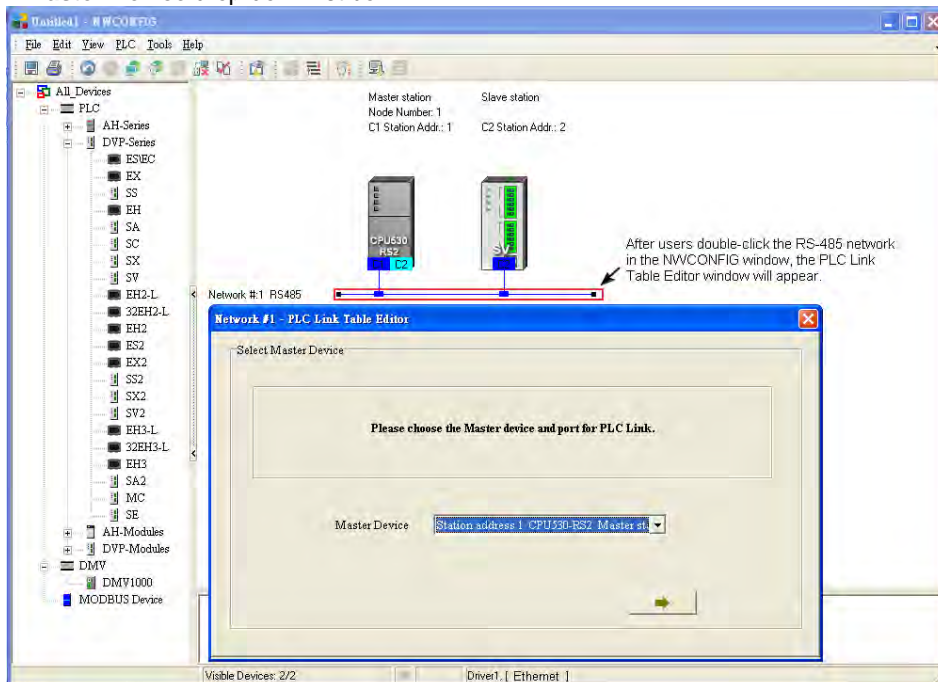 Untitled1 - NWCONFIG
File Edit View PLC Tools Help
All_Devices
PLC
AH-Series
DVP-Series
ES\EC
EX
SS
EH
SA
SC
SX
SV
EH2-L
32EH2-L
EH2
ES2
EX2
SS2
SX2
SV2
EH3-L
32EH3-L
EH3
SA2
MC
SE
AH-Modules
DVP-Modules
DMV
DMV1000
MODBUS Device
Master station
Node Number: 1
C1 Station Addr.: 1
Slave station
C2 Station Addr.: 2
CPU530
RS2
C2
SV
Network #:1 RS485
After users double-click the RS-485 network
in the NWCONFIG window, the PLC Link
Table Editor window will appear.
Network #1 - PLC Link Table Editor
Select Master Device
Please choose the Master device and port for PLC Link.
Master Device
Station address 1 CPU530-RS2 Master st
Visible Devices: 2/2
Driver1, [ Ethernet ]